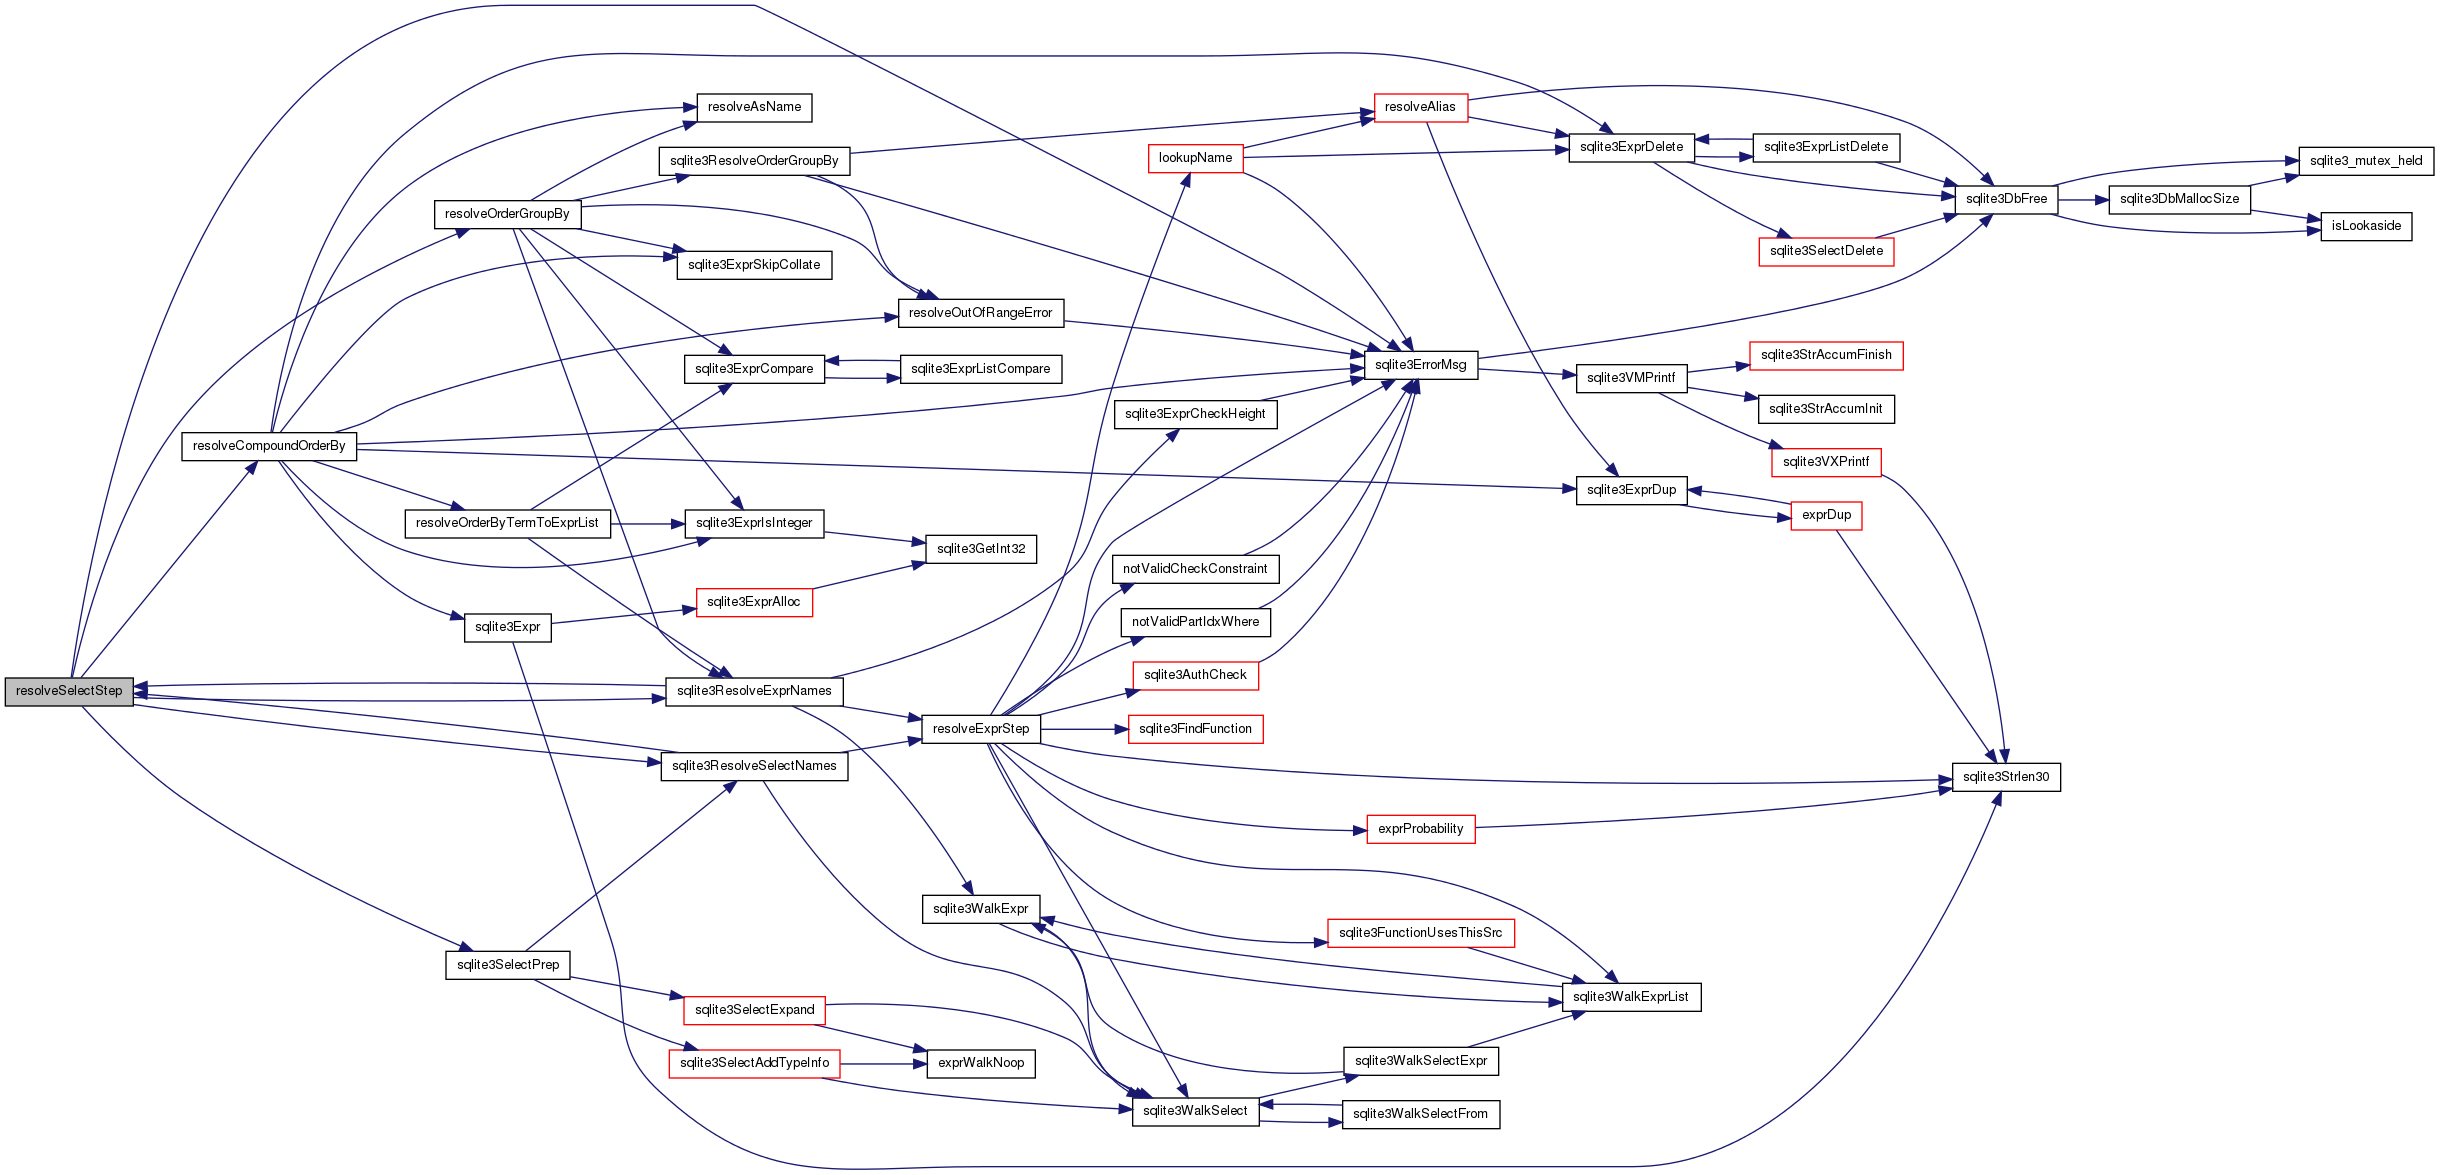 resolveSelectStep
resolveCompoundOrderBy
resolveOrderGroupBy
resolveOrderByTermToExprList
sqlite3Expr
sqlite3SelectPrep
resolveAsName
sqlite3ResolveOrderGroupBy
sqlite3ExprSkipCollate
sqlite3ExprCompare
sqlite3ExprIsInteger
sqlite3ExprAlloc
sqlite3ResolveExprNames
sqlite3ResolveSelectNames
sqlite3SelectExpand
sqlite3SelectAddTypeInfo
resolveOutOfRangeError
sqlite3ExprListCompare
sqlite3GetInt32
resolveExprStep
sqlite3WalkExpr
exprWalkNoop
lookupName
sqlite3ExprCheckHeight
notValidCheckConstraint
notValidPartIdxWhere
sqlite3AuthCheck
sqlite3FindFunction
sqlite3WalkSelect
resolveAlias
sqlite3ErrorMsg
exprProbability
sqlite3FunctionUsesThisSrc
sqlite3WalkSelectExpr
sqlite3WalkSelectFrom
sqlite3ExprDelete
sqlite3VMPrintf
sqlite3ExprDup
sqlite3WalkExprList
sqlite3ExprListDelete
sqlite3SelectDelete
sqlite3StrAccumFinish
sqlite3StrAccumInit
sqlite3VXPrintf
exprDup
sqlite3DbFree
sqlite3Strlen30
sqlite3DbMallocSize
sqlite3_mutex_held
isLookaside